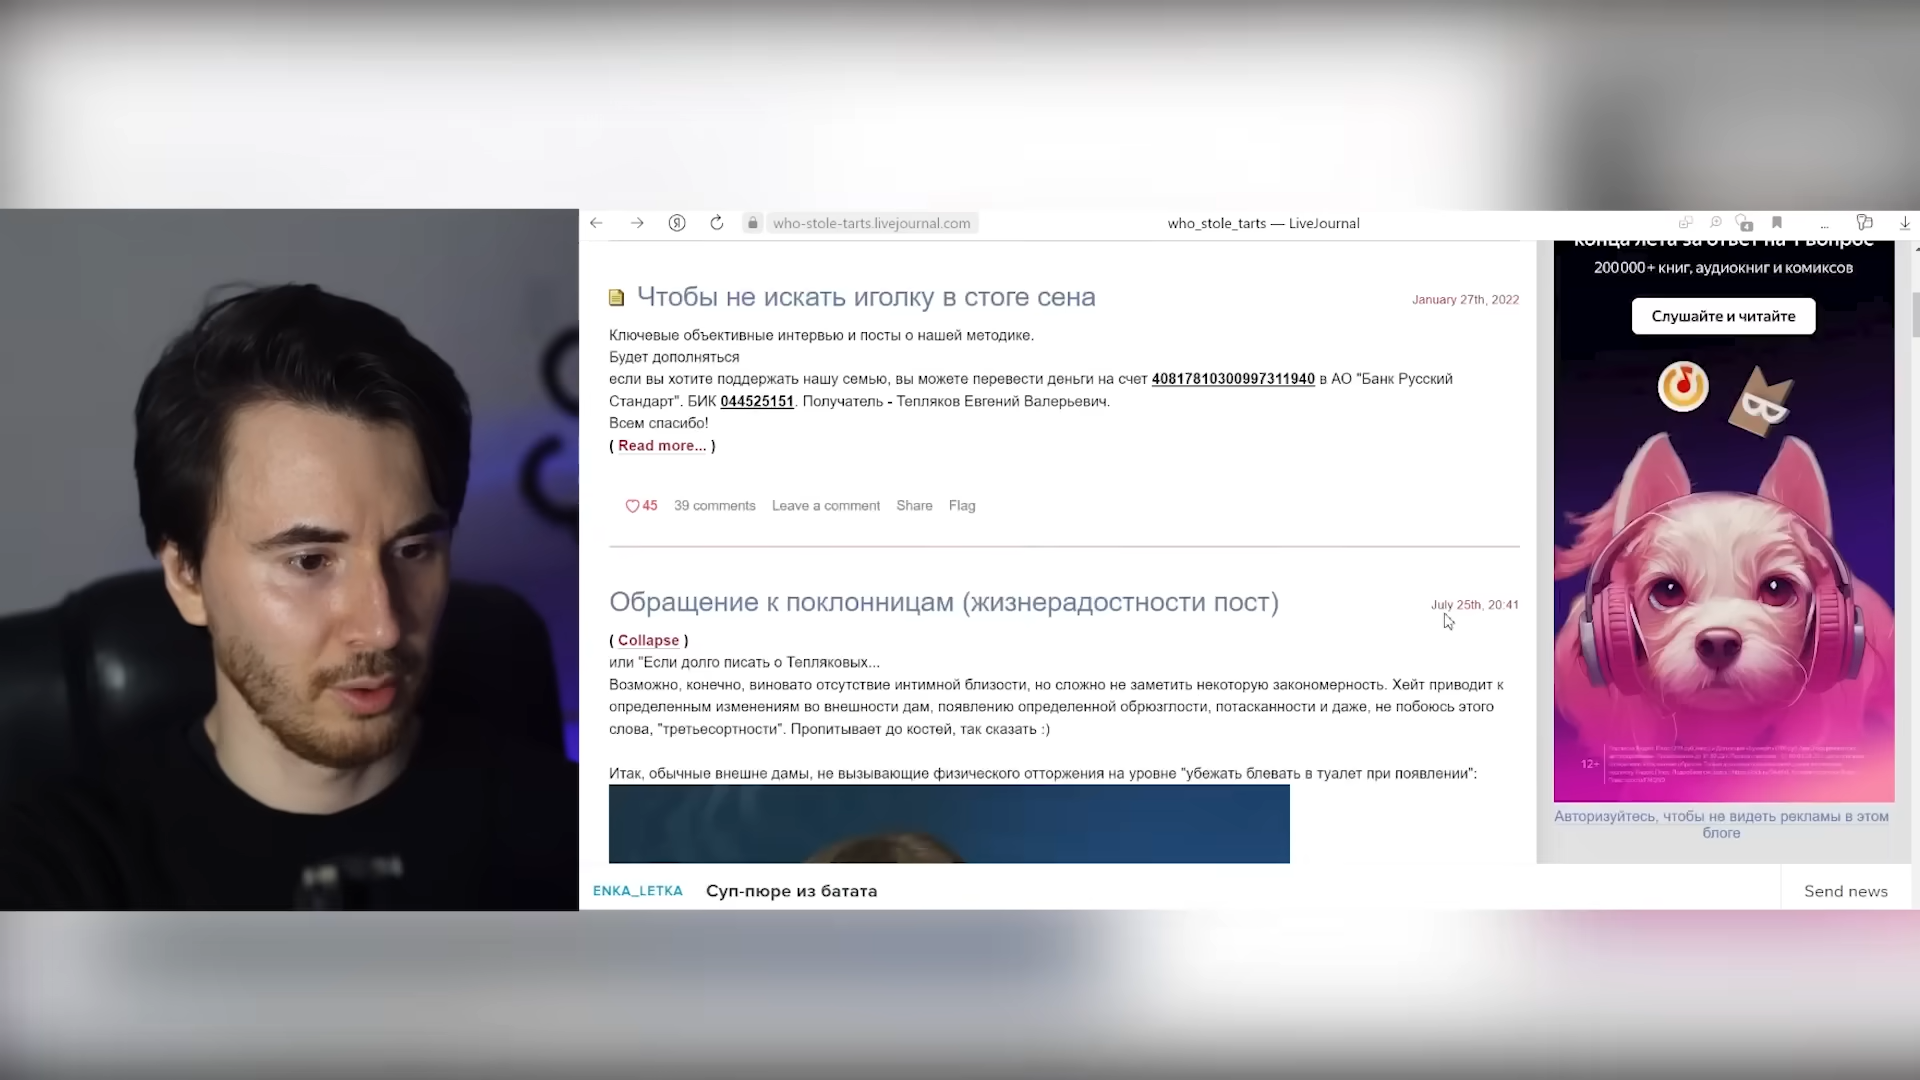 who-stole-tarts.livejournal.com
who_stole_tarts — LiveJournal
Чтобы не искать иголку в стоге сена
January 27th, 2022
Ключевые объективные интервью и посты о нашей методике.
Будет дополняться
если вы хотите поддержать нашу семью, вы можете перевести деньги на счет 40817810300997311940 в АО "Банк Русский
Стандарт". БИК 044525151. Получатель - Тепляков Евгений Валерьевич.
Всем спасибо!
( Read more... )
45 39 comments Leave a comment Share Flag
Обращение к поклонницам (жизнерадостности пост)
July 25th, 20:41
( Collapse )
или "Если долго писать о Тепляковых...
Возможно, конечно, виновато отсутствие интимной близости, но сложно не заметить некоторую закономерность. Хейт приводит к
определенным изменениям во внешности дам, появлению определенной обрюзглости, потасканности и даже, не побоюсь этого
слова, "третьесортности". Пропитывает до костей, так сказать :)
Итак, обычные внешне дамы, не вызывающие физического отторжения на уровне "убежать блевать в туалет при появлении":
конца лета за ответ на 1 вопрос
200 000+ книг, аудиокниг и комиксов
Слушайте и читайте
12+
Авторизуйтесь, чтобы не видеть рекламы в этом
блоге
ENKA_LETKA Суп-пюре из батата
Send news